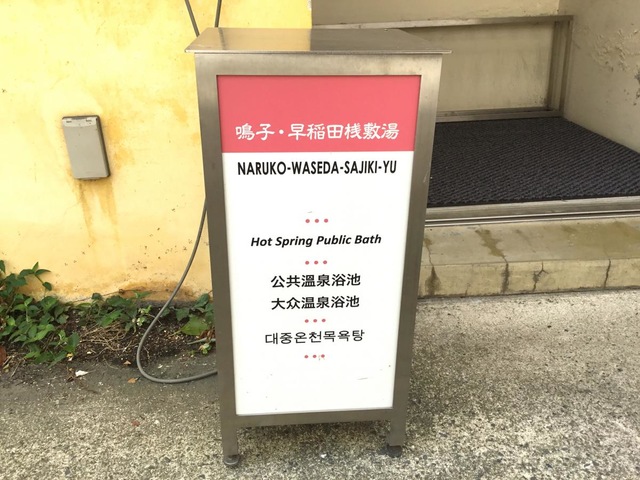 鳴子・早稲田桟敷湯
NARUKO-WASEDA-SAJIKI-YU
Hot Spring Public Bath
公共溫泉浴池
大众温泉浴池
대중온천목욕탕